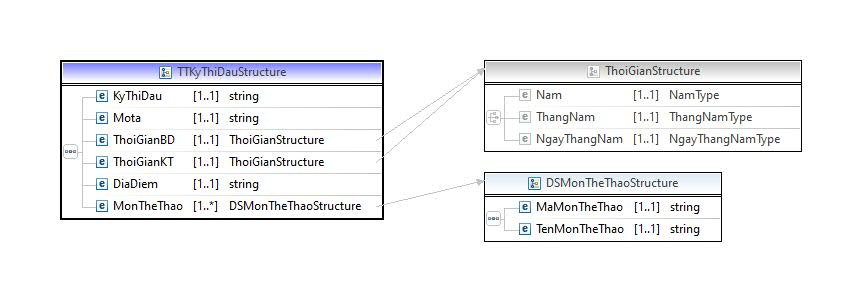 TTKyThiDauStructure
KyThiDau [1..1] string
Mota [1..1] string
ThoiGianBD [1..1] ThoiGianStructure
ThoiGianKT [1..1] ThoiGianStructure
DiaDiem [1..1] string
MonTheThao [1..*] DSMonTheThaoStructure
ThoiGianStructure
Nam [1..1] NamType
ThangNam [1..1] ThangNamType
NgayThangNam [1..1] NgayThangNamType
DSMonTheThaoStructure
MaMonTheThao [1..1] string
TenMonTheThao [1..1] string